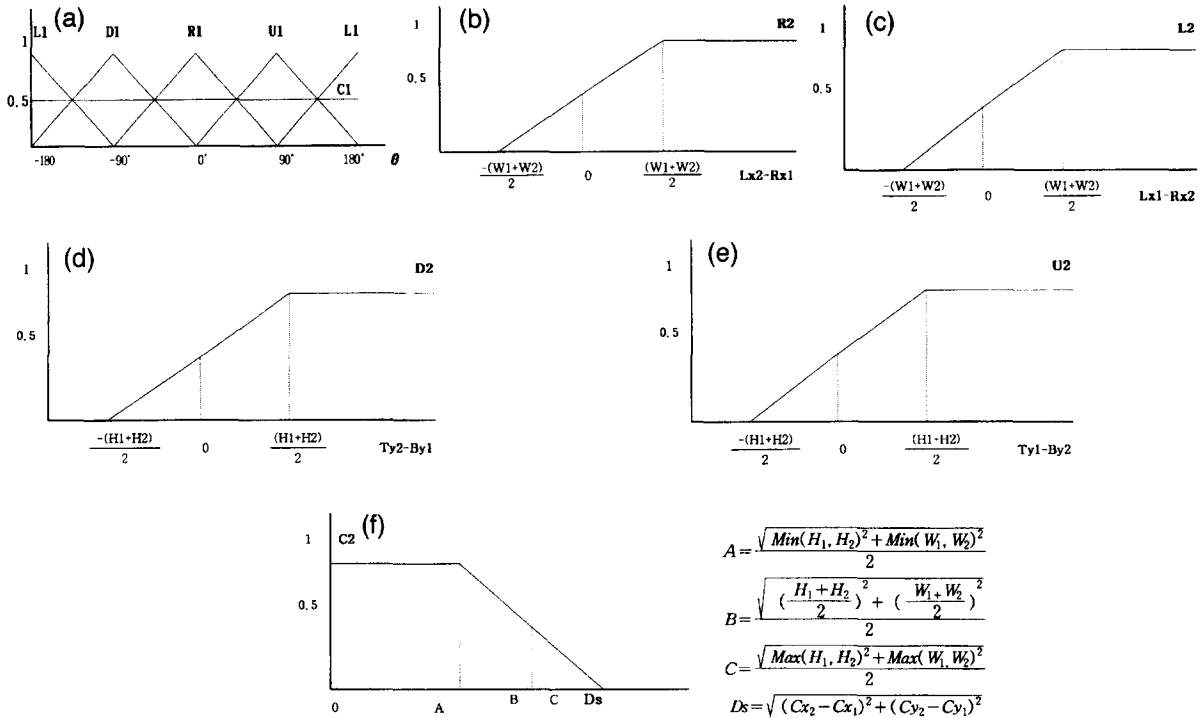 (a)
L1 D1 R1 U1 L1
1
C1
0.5
-180 -90° 0° 90° 180° θ
(b)
1
R2
0.5
-(W1+W2)/2 0 (W1+W2)/2 Lx2-Rx1
(c)
1
L2
0.5
-(W1+W2)/2 0 (W1+W2)/2 Lx1-Rx2
(d)
1
D2
0.5
-(H1+H2)/2 0 (H1+H2)/2 Ty2-By1
(e)
1
U2
0.5
-(H1+H2)/2 0 (H1+H2)/2 Ty1-By2
(f)
1
C2
0.5
0 A B C Ds
A=√(Min(H₁, H₂)²+Min(W₁, W₂)²)/2
B=√((H₁+H₂/2)²+(W₁+W₂/2)²)/2
C=√(Max(H₁, H₂)²+Max(W₁, W₂)²)/2
Ds=√((Cx₂-Cx₁)²+(Cy₂-Cy₁)²)